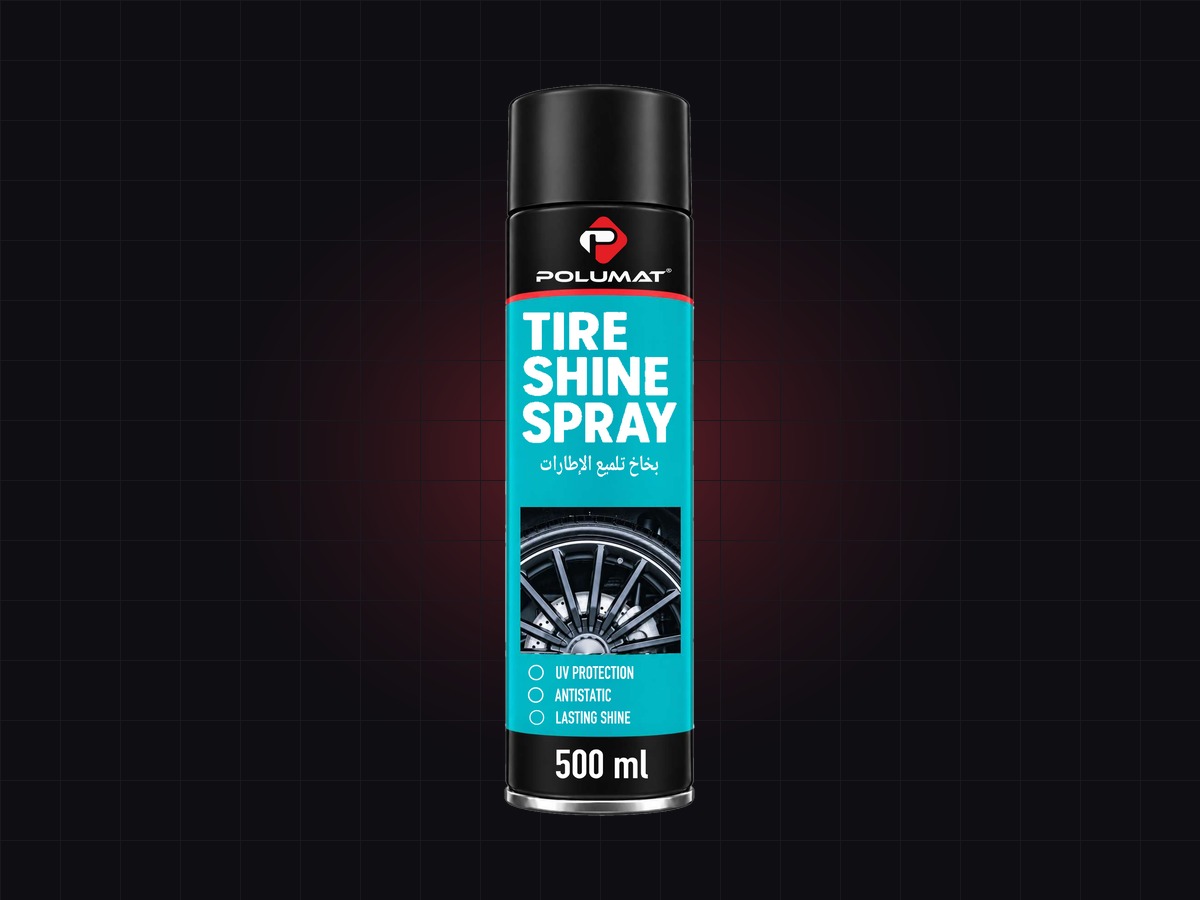 POLUMAT®
TIRE
SHINE
SPRAY
بخاخ تلميع الإطارات
UV PROTECTION
ANTISTATIC
LASTING SHINE
500 ml